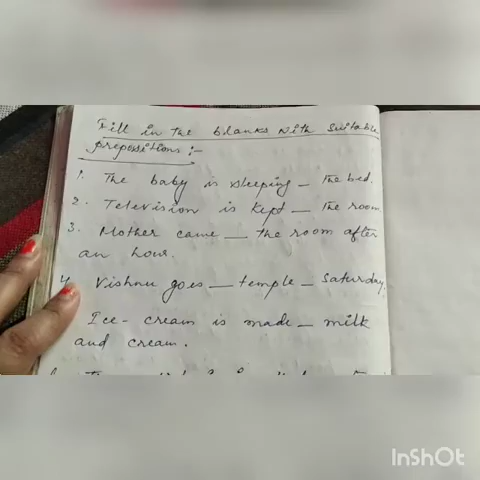 Fill in the blanks with suitable
prepositions :-
1. The baby is sleeping _ the bed.
2. Television is kept _ the room
3. Mother came _ the room after
an hour.
4 Vishnu goes _ temple _ saturday.
Ice-cream is made _ milk
and cream.
InShOt